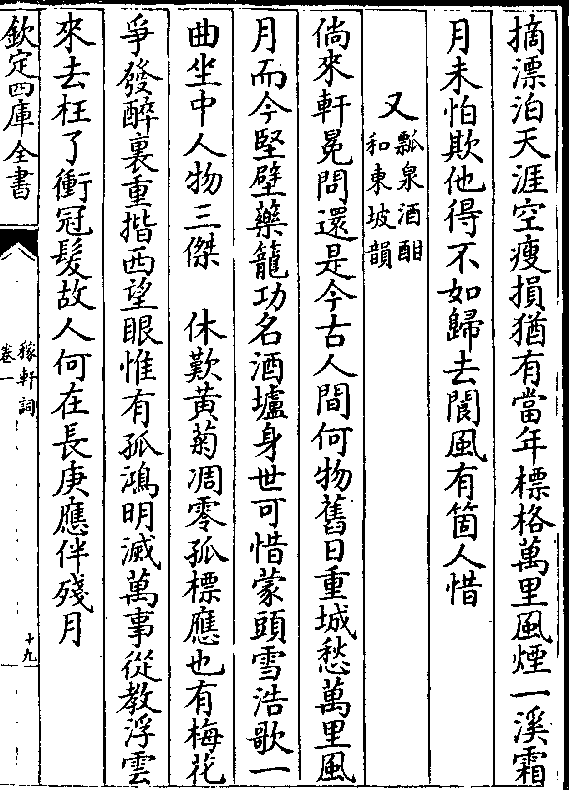 摘漂泊天涯空瘦損猶有當年標格萬里風煙一溪霜
月未怕欺他得不如歸去閬風有箇人惜
又瓢泉酒酣
和東坡韻
倘來軒冕問還是今古人間何物舊日重城愁萬里風
月而今堅壁藥籠功名酒壚身世可惜蒙頭雪浩歌一
曲坐中人物三傑　休歎黃菊凋零孤標應也有梅花
爭發醉裏重揩西望眼惟有孤鴻明滅萬事從教浮雲
來去枉了衝冠髮故人何在長庚應伴殘月
欽定四庫全書
稼軒詞
卷一
十九